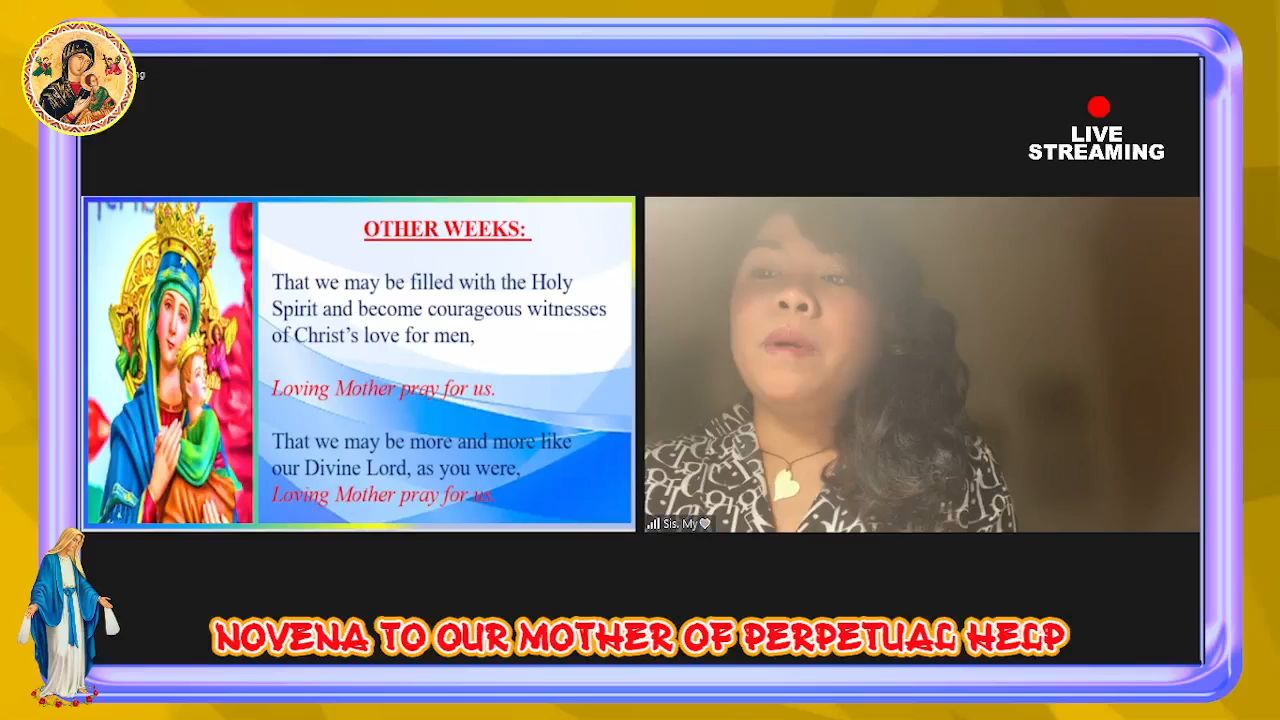 LIVE
STREAMING
OTHER WEEKS:
That we may be filled with the Holy
Spirit and become courageous witnesses
of Christ's love for men,
Loving Mother pray for us.
That we may be more and more like
our Divine Lord, as you were,
Loving Mother pray for us.
Sis. My
NOVENA TO OUR MOTHER OF PERPETUAL HELP